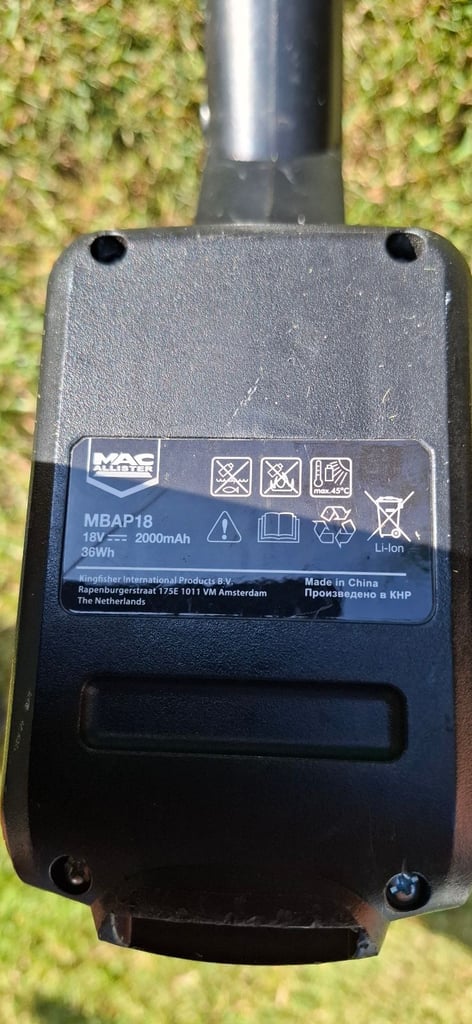 MAC
ALLISTER
max.45°C
MBAP18
18V⎓ 2000mAh
36Wh
Li-Ion
Kingfisher International Products B.V.
Rapenburgerstraat 175E 1011 VM Amsterdam
The Netherlands
Made in China
Произведено в КНР